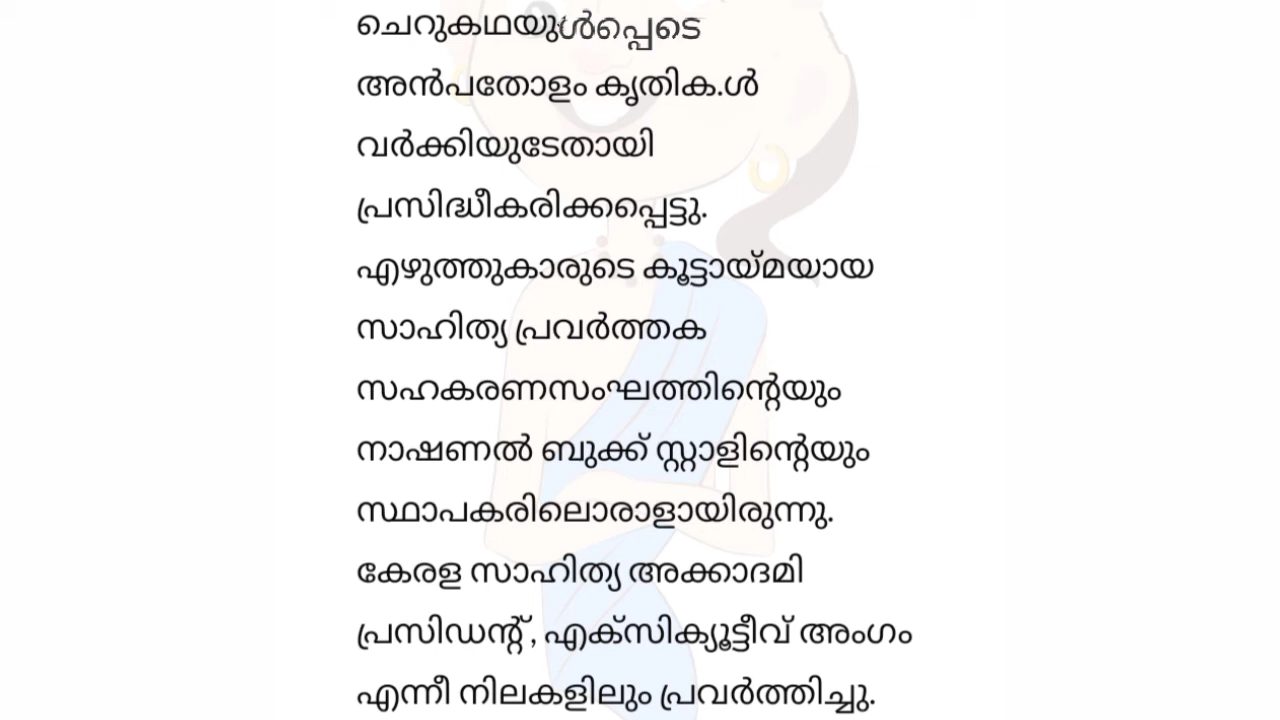 ചെറുകഥയുൾപ്പെടെ
അൻപതോളം കൃതിക.ൾ
വർക്കിയുടേതായി
പ്രസിദ്ധീകരിക്കപ്പെട്ടു.
എഴുത്തുകാരുടെ കൂട്ടായ്മയായ
സാഹിത്യ പ്രവർത്തക
സഹകരണസംഘത്തിന്റെയും
നാഷണൽ ബുക്ക് സ്റ്റാളിന്റെയും
സ്ഥാപകരിലൊരാളായിരുന്നു.
കേരള സാഹിത്യ അക്കാദമി
പ്രസിഡന്റ്, എക്സിക്യൂട്ടീവ് അംഗം
എന്നീ നിലകളിലും പ്രവർത്തിച്ചു.